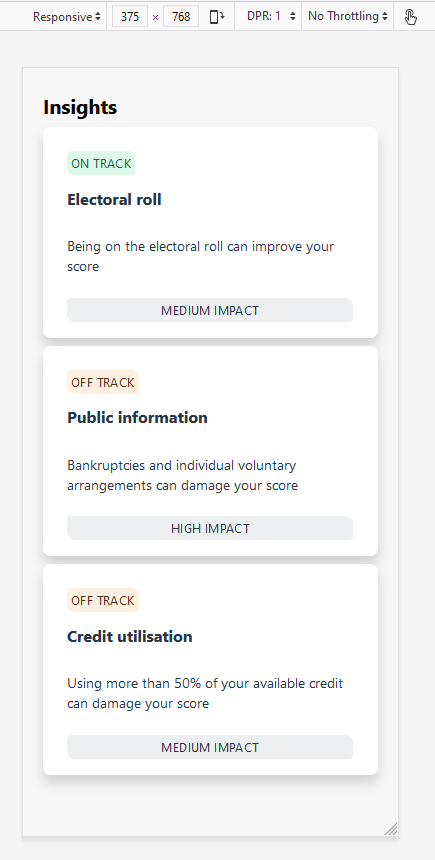 Responsive 375 × 768 DPR: 1 No Throttling
Insights
ON TRACK
Electoral roll
Being on the electoral roll can improve your
score
MEDIUM IMPACT
OFF TRACK
Public information
Bankruptcies and individual voluntary
arrangements can damage your score
HIGH IMPACT
OFF TRACK
Credit utilisation
Using more than 50% of your available credit
can damage your score
MEDIUM IMPACT